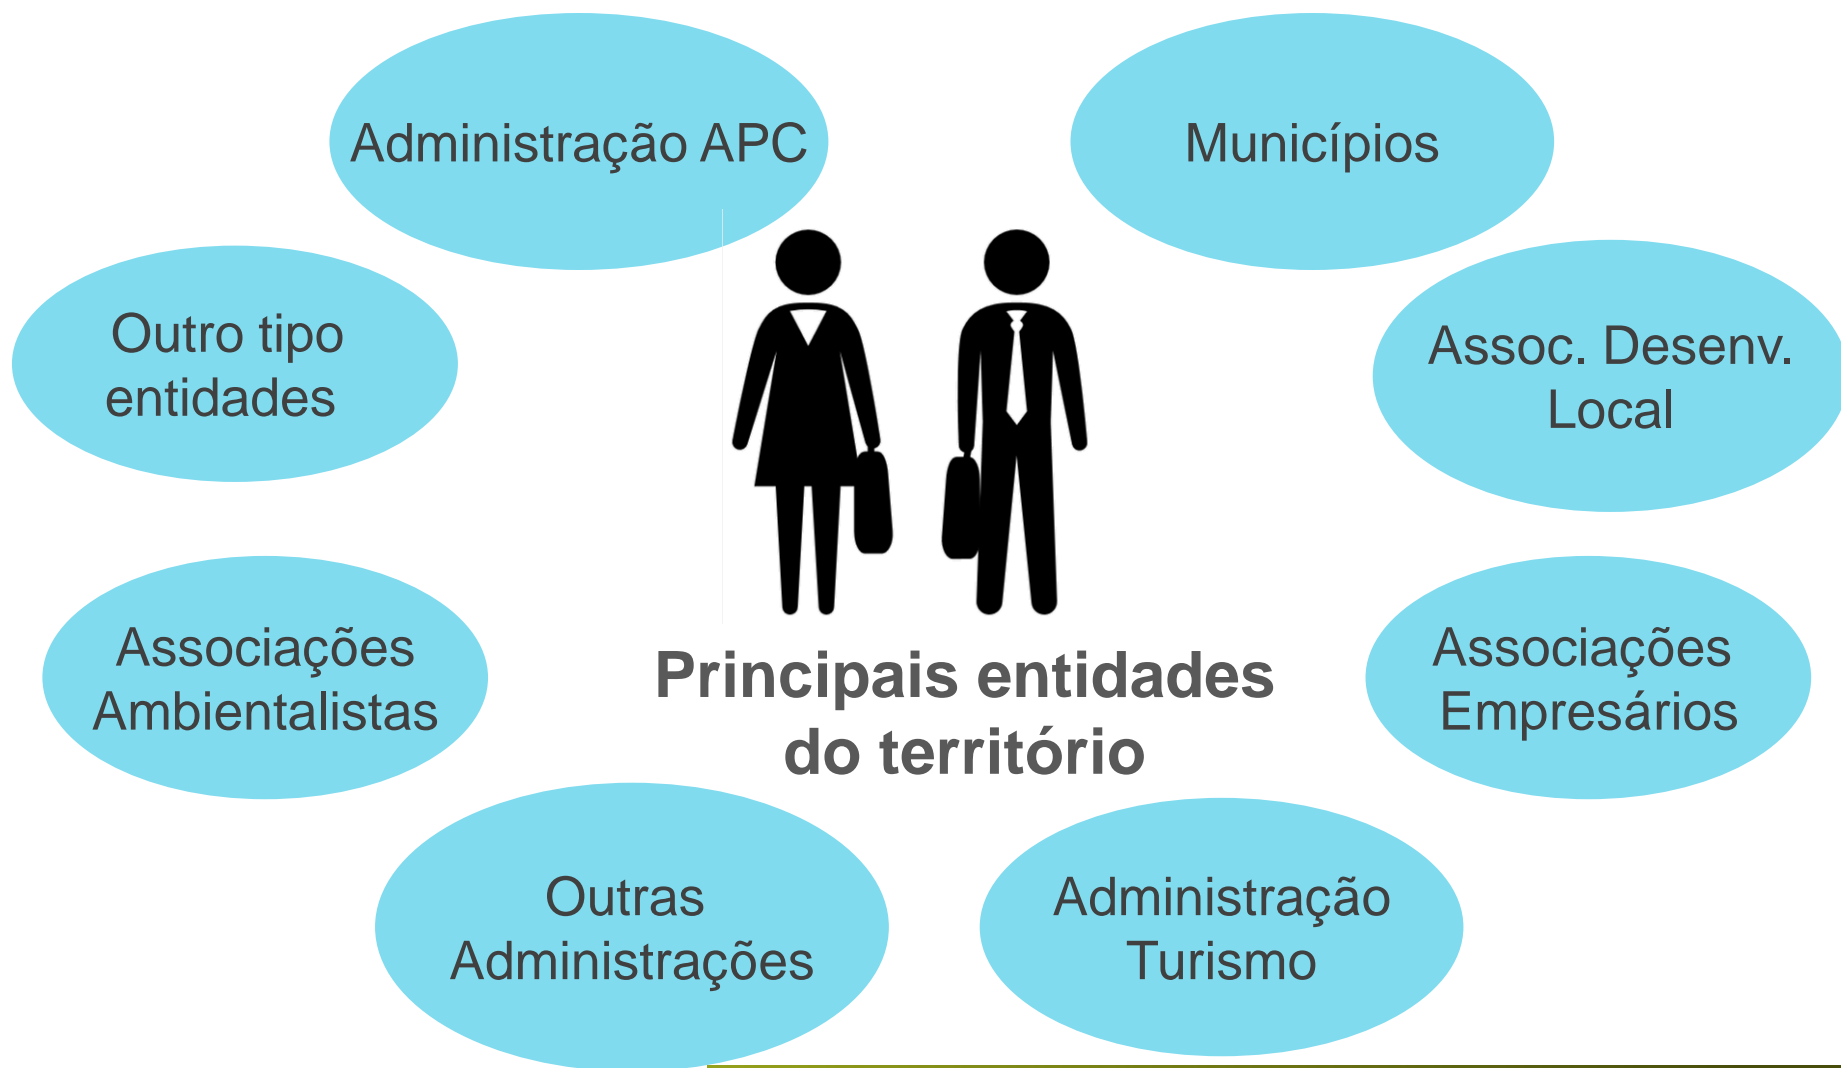 Administração APC
Municípios
Outro tipo
entidades
Assoc. Desenv.
Local
Associações
Ambientalistas
Principais entidades
do território
Associações
Empresários
Outras
Administrações
Administração
Turismo